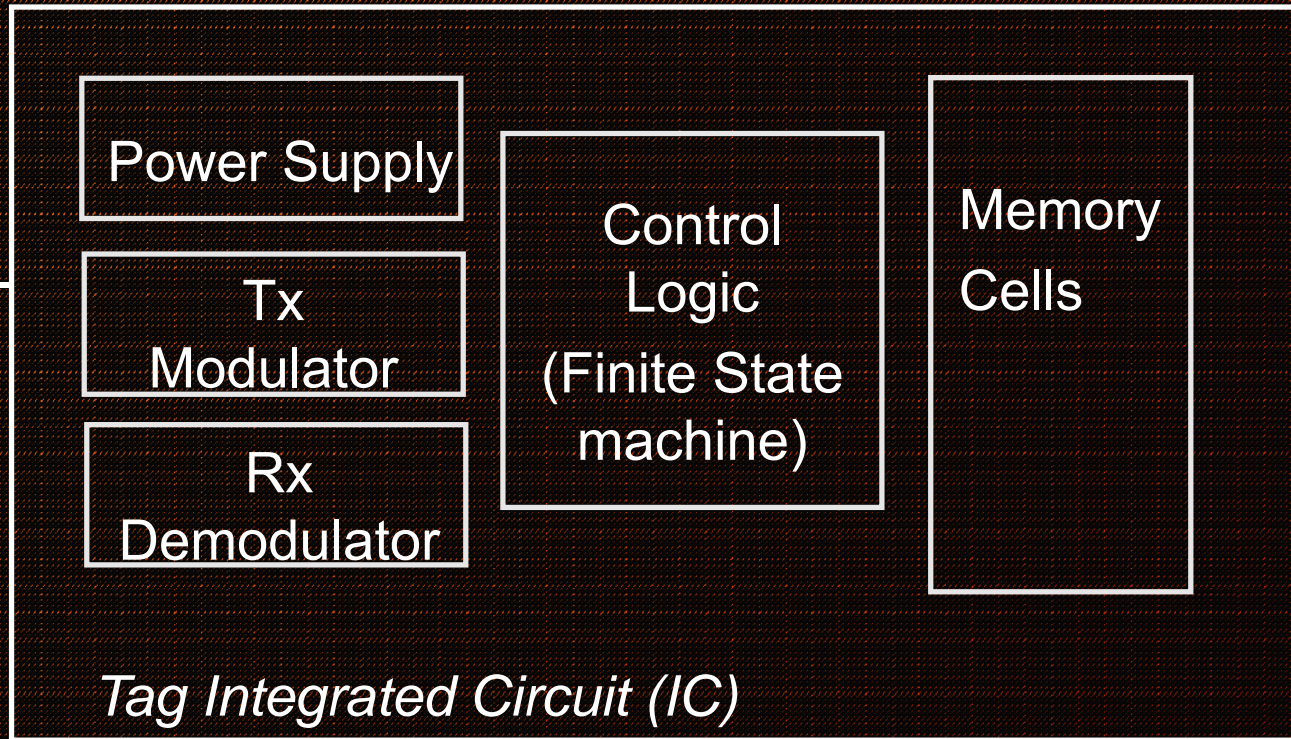 Power Supply
Tx
Modulator
Rx
Demodulator
Control
Logic
(Finite State
machine)
Memory
Cells
Tag Integrated Circuit (IC)